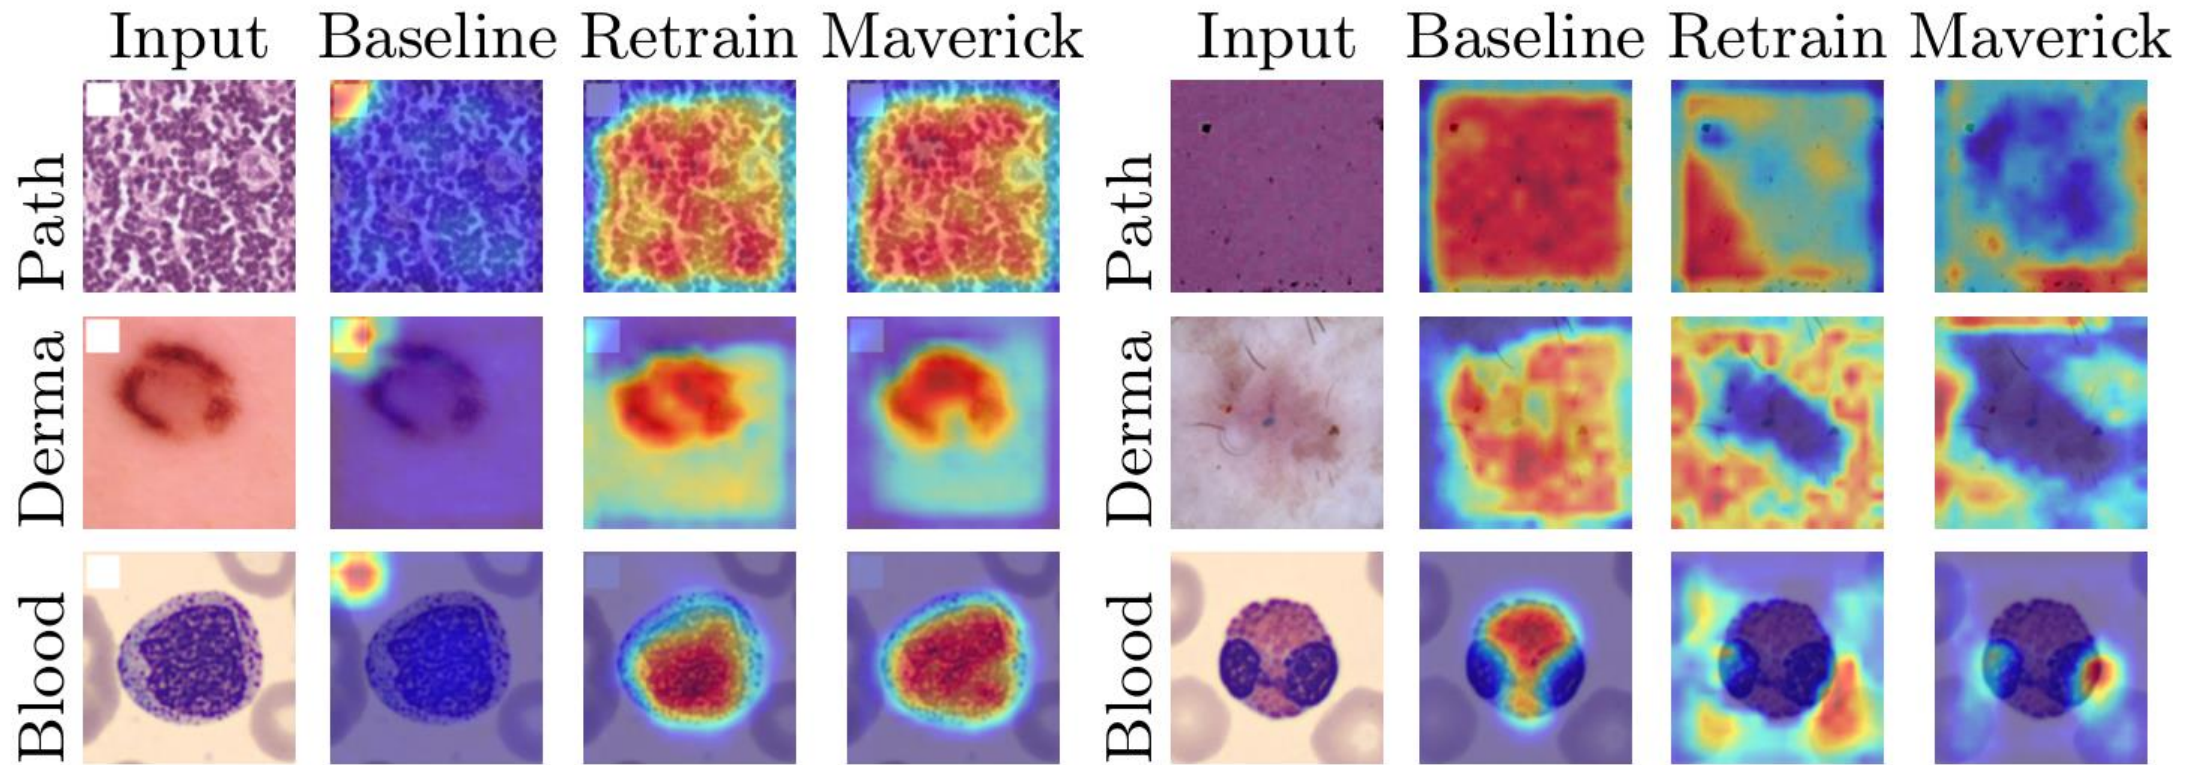 Input Baseline Retrain Maverick Input Baseline Retrain Maverick
Path Path
Derma Derma
Blood Blood